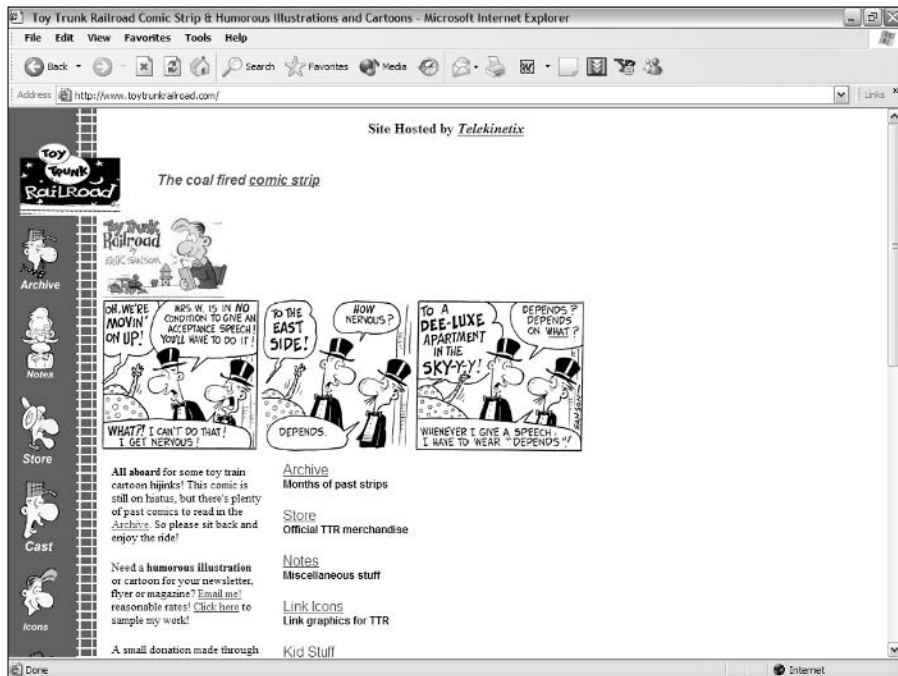 Toy Trunk Railroad Comic Strip & Humorous Illustrations and Cartoons - Microsoft Internet Explorer
File Edit View Favorites Tools Help
Back Search Favorites Media
Address http://www.toytrunkrailroad.com/ Links
Site Hosted by Telekinetix
TOY TRUNK RAILROAD
The coal fired comic strip
Toy Trunk
Railroad
by
ERIK SANSOM
Archive
Notes
Store
Cast
Icons
OH, WE'RE
MOVIN'
ON UP!
MRS. W. IS IN NO
CONDITION TO GIVE AN
ACCEPTANCE SPEECH!
YOU'LL HAVE TO DO IT!
WHAT?! I CAN'T DO THAT!
I GET NERVOUS!
TO THE
EAST
SIDE!
HOW
NERVOUS?
DEPENDS.
TO A
DEE-LUXE
APARTMENT
IN THE
SKY-Y-Y!
DEPENDS?
DEPENDS
ON WHAT?
WHENEVER I GIVE A SPEECH,
I HAVE TO WEAR "DEPENDS"!
SANSOM
All aboard for some toy train
cartoon hijinks! This comic is
still on hiatus, but there's plenty
of past comics to read in the
Archive. So please sit back and
enjoy the ride!
Need a humorous illustration
or cartoon for your newsletter,
flyer or magazine? Email me!
reasonable rates! Click here to
sample my work!
A small donation made through
Archive
Months of past strips
Store
Official TTR merchandise
Notes
Miscellaneous stuff
Link Icons
Link graphics for TTR
Kid Stuff
Done
Internet